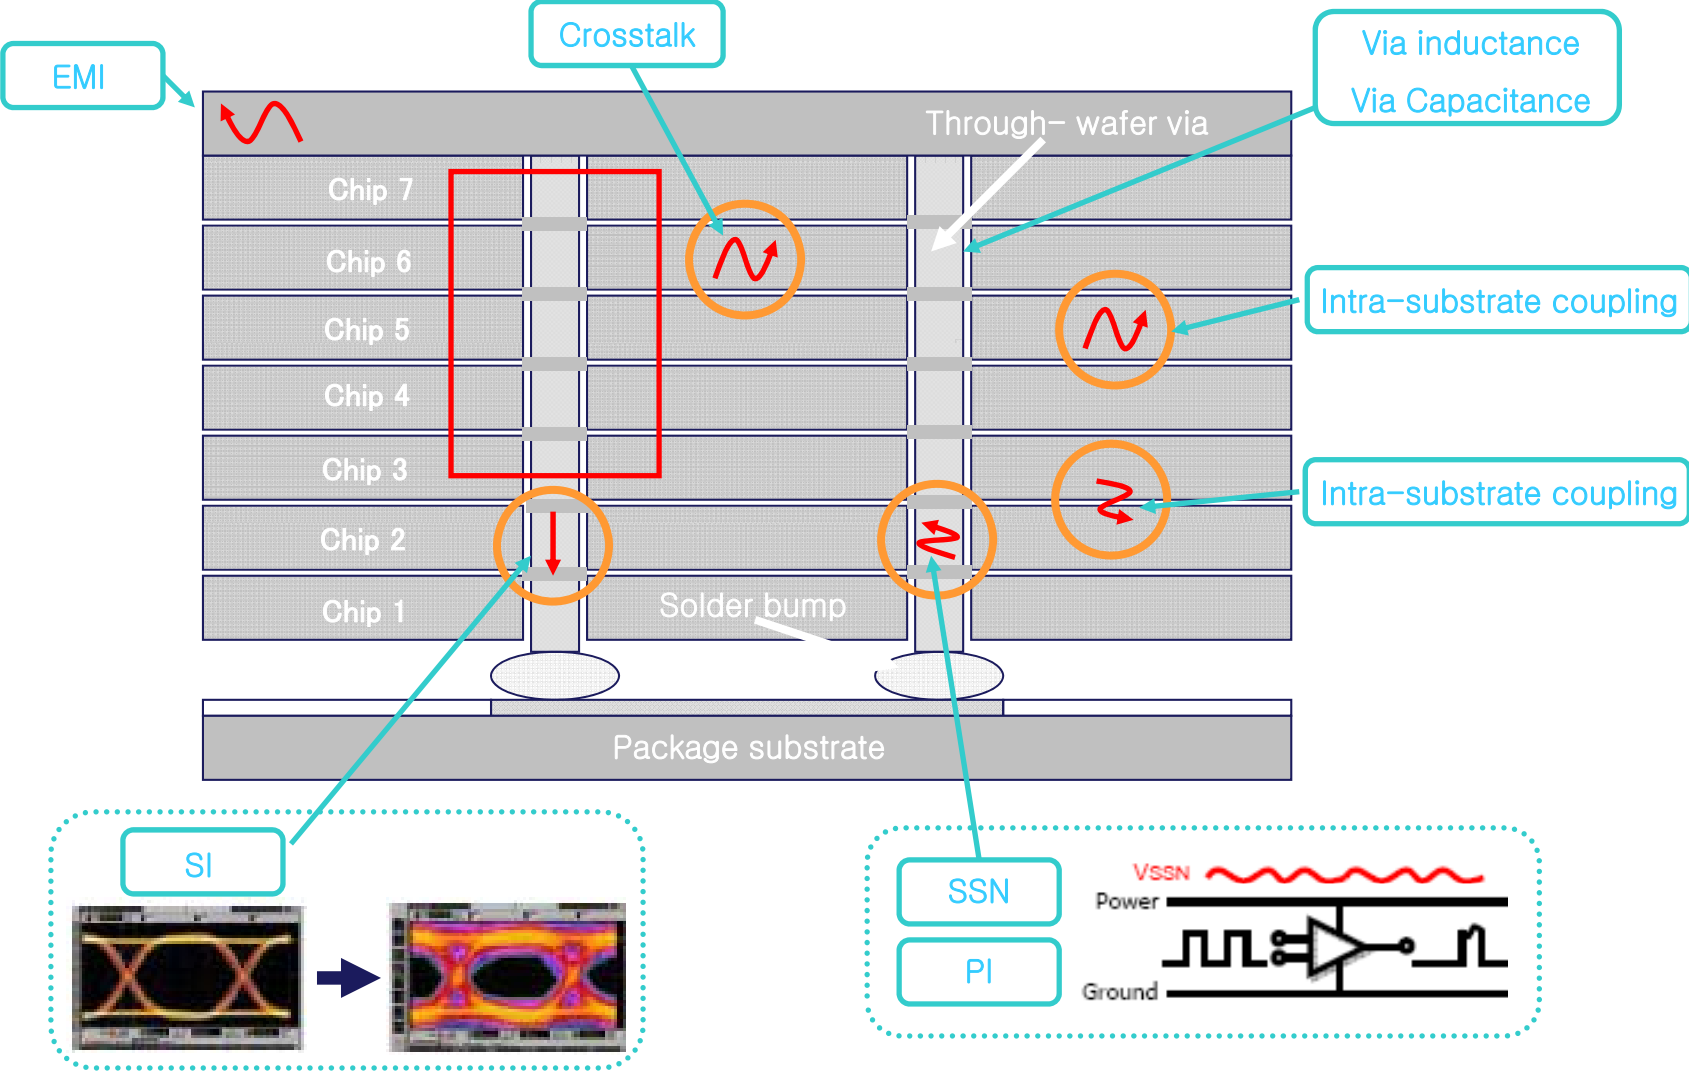 Crosstalk
Via inductance
Via Capacitance
EMI
Through- wafer via
Chip 7
Chip 6
Intra-substrate coupling
Chip 5
Chip 4
Chip 3
Intra-substrate coupling
Chip 2
Chip 1
Solder bump
Package substrate
SI
SSN
PI
VSSN
Power
Ground